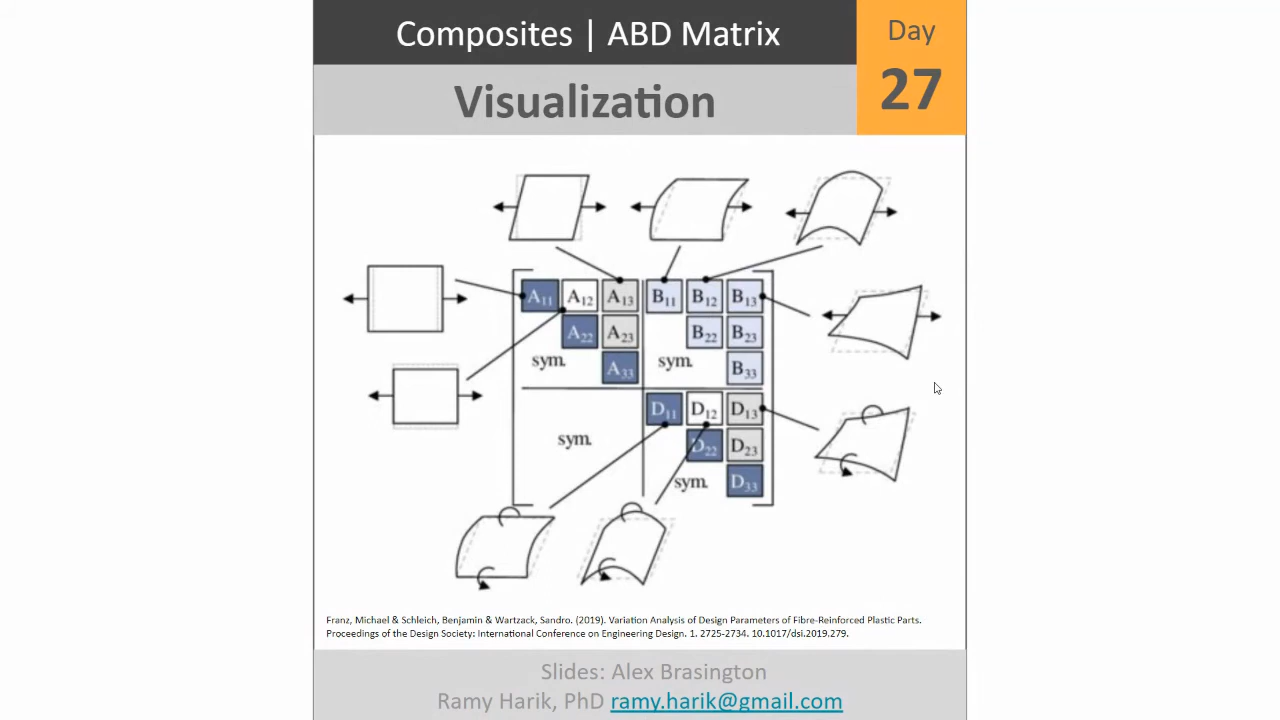 Composites | ABD Matrix
Day
27
Visualization
A11 A12 A13 B11 B12 B13
A22 A23 B22 B23
sym. A33 sym. B33
D11 D12 D13
sym. D22 D23
sym. D33
Franz, Michael & Schleich, Benjamin & Wartzack, Sandro. (2019). Variation Analysis of Design Parameters of Fibre-Reinforced Plastic Parts.
Proceedings of the Design Society: International Conference on Engineering Design. 1. 2725-2734. 10.1017/dsi.2019.279.
Slides: Alex Brasington
Ramy Harik, PhD ramy.harik@gmail.com